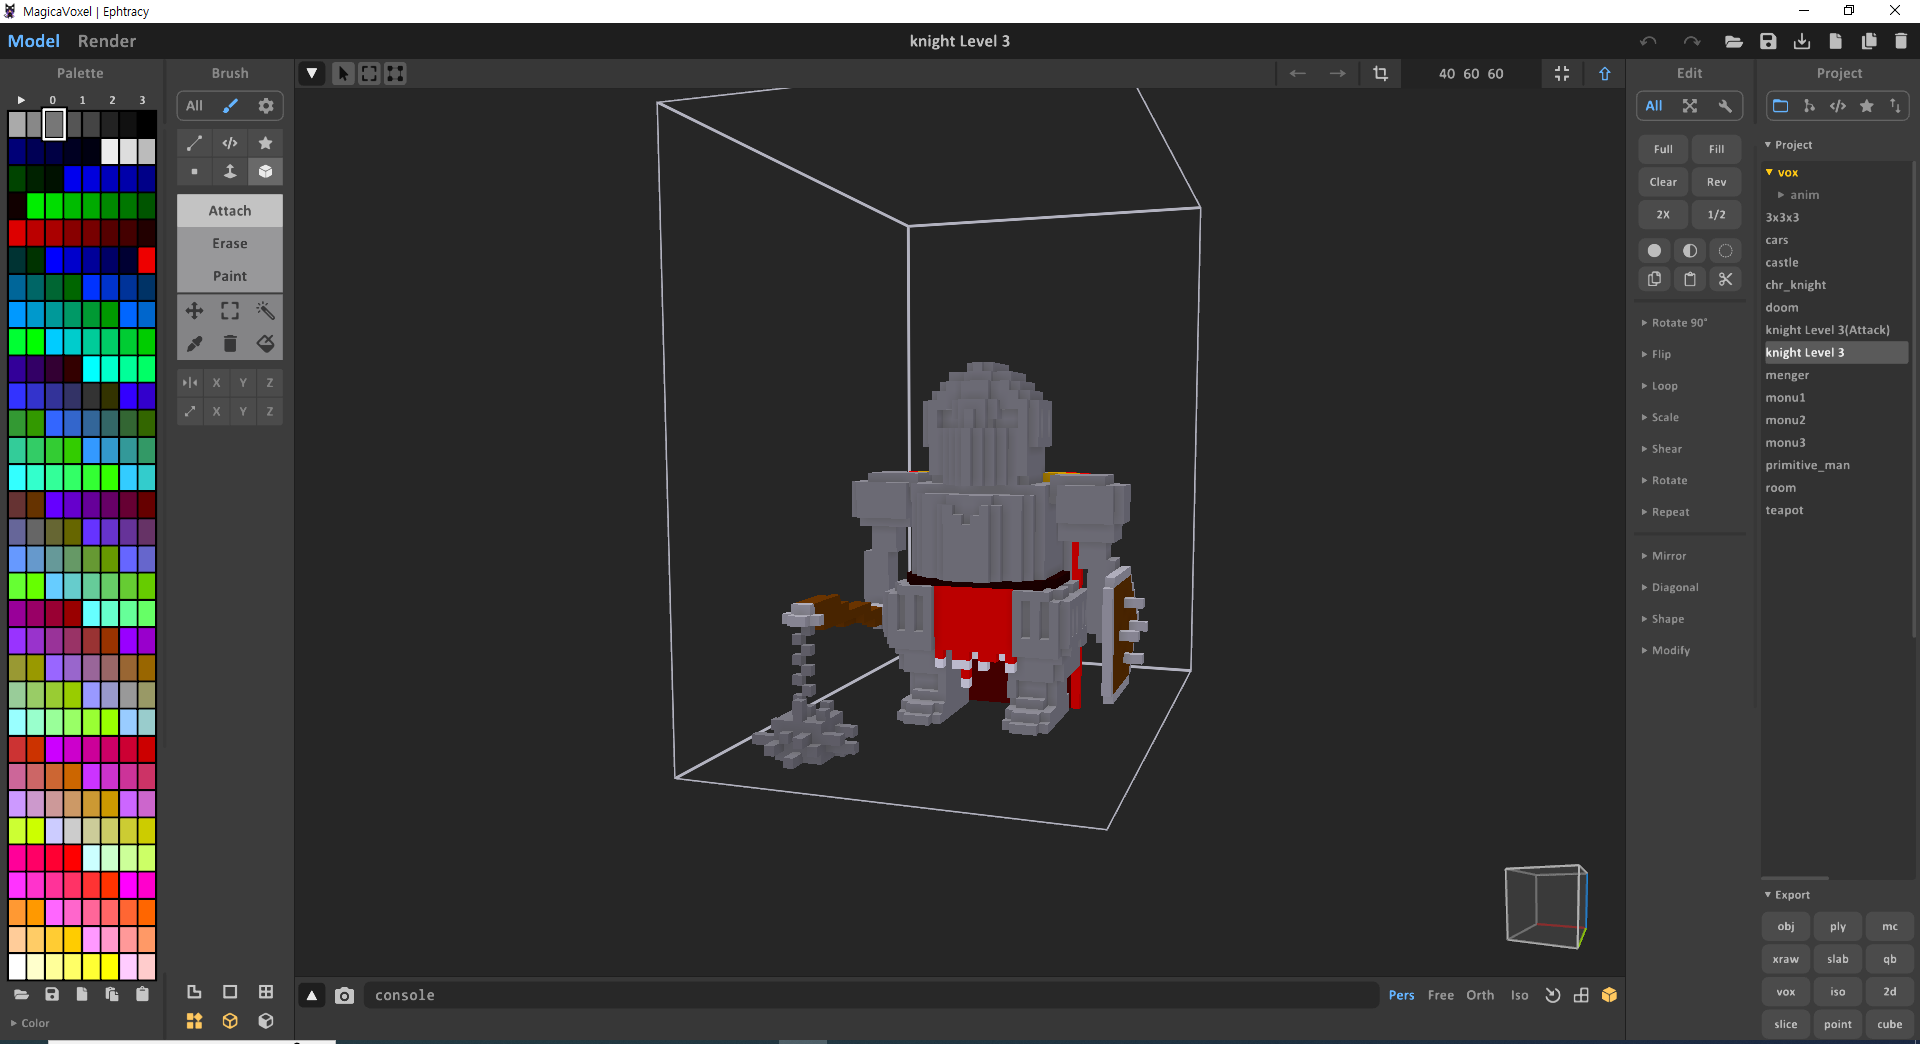 MagicaVoxel | Ephtracy
Model Render
knight Level 3
Palette
0 1 2 3
Color
Brush
All
Attach
Erase
Paint
X Y Z
X Y Z
40 60 60
console
Pers Free Orth Iso
Edit
All
Full Fill
Clear Rev
2X 1/2
Rotate 90°
Flip
Loop
Scale
Shear
Rotate
Repeat
Mirror
Diagonal
Shape
Modify
Project
Project
vox
anim
3x3x3
cars
castle
chr_knight
doom
knight Level 3(Attack)
knight Level 3
menger
monu1
monu2
monu3
primitive_man
room
teapot
Export
obj ply mc
xraw slab qb
vox iso 2d
slice point cube